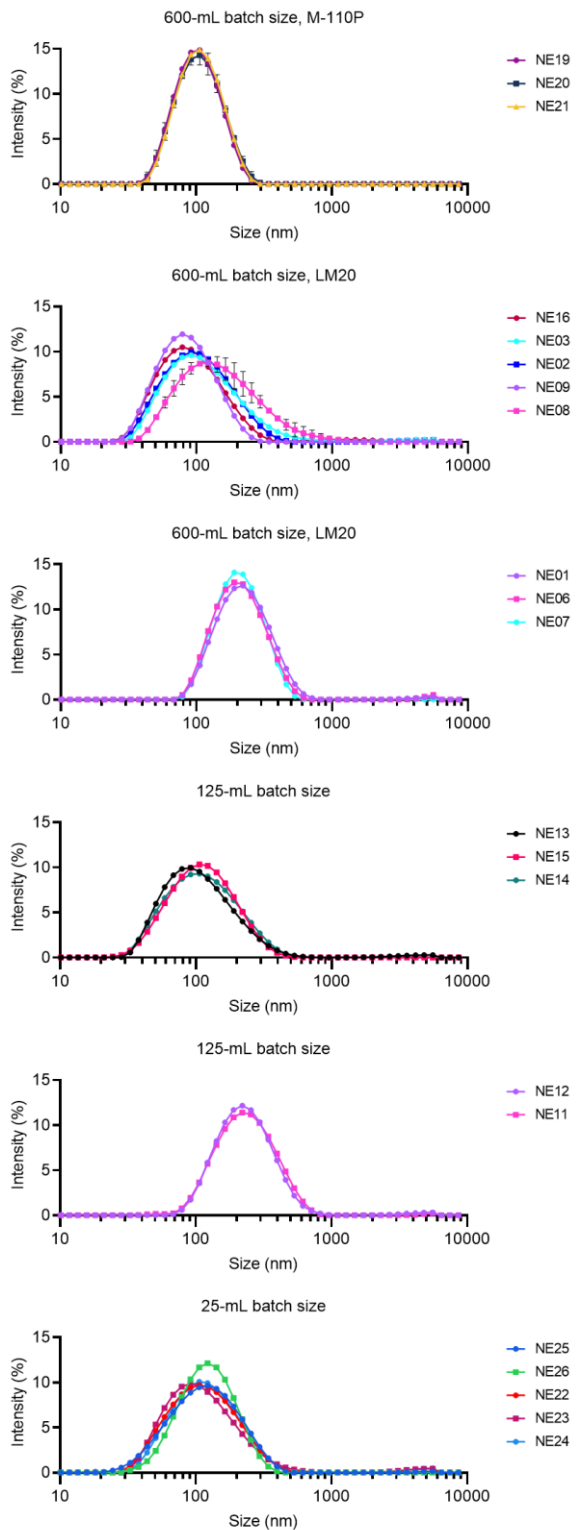 600-mL batch size, M-110P
Intensity (%)
15
10
5
0
10 100 1000 10000
Size (nm)
NE19
NE20
NE21
600-mL batch size, LM20
Intensity (%)
15
10
5
0
10 100 1000 10000
Size (nm)
NE16
NE03
NE02
NE09
NE08
600-mL batch size, LM20
Intensity (%)
15
10
5
0
10 100 1000 10000
Size (nm)
NE01
NE06
NE07
125-mL batch size
Intensity (%)
15
10
5
0
10 100 1000 10000
Size (nm)
NE13
NE15
NE14
125-mL batch size
Intensity (%)
15
10
5
0
10 100 1000 10000
Size (nm)
NE12
NE11
25-mL batch size
Intensity (%)
15
10
5
0
10 100 1000 10000
Size (nm)
NE25
NE26
NE22
NE23
NE24